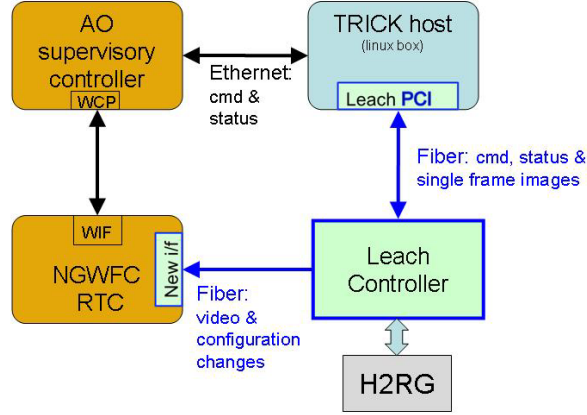 AO
supervisory
controller
WCP
Ethernet:
cmd &
status
TRICK host
(linux box)
Leach PCI
Fiber: cmd, status &
single frame images
WIF
NGWFC
RTC
New i/f
Fiber:
video &
configuration
changes
Leach
Controller
H2RG